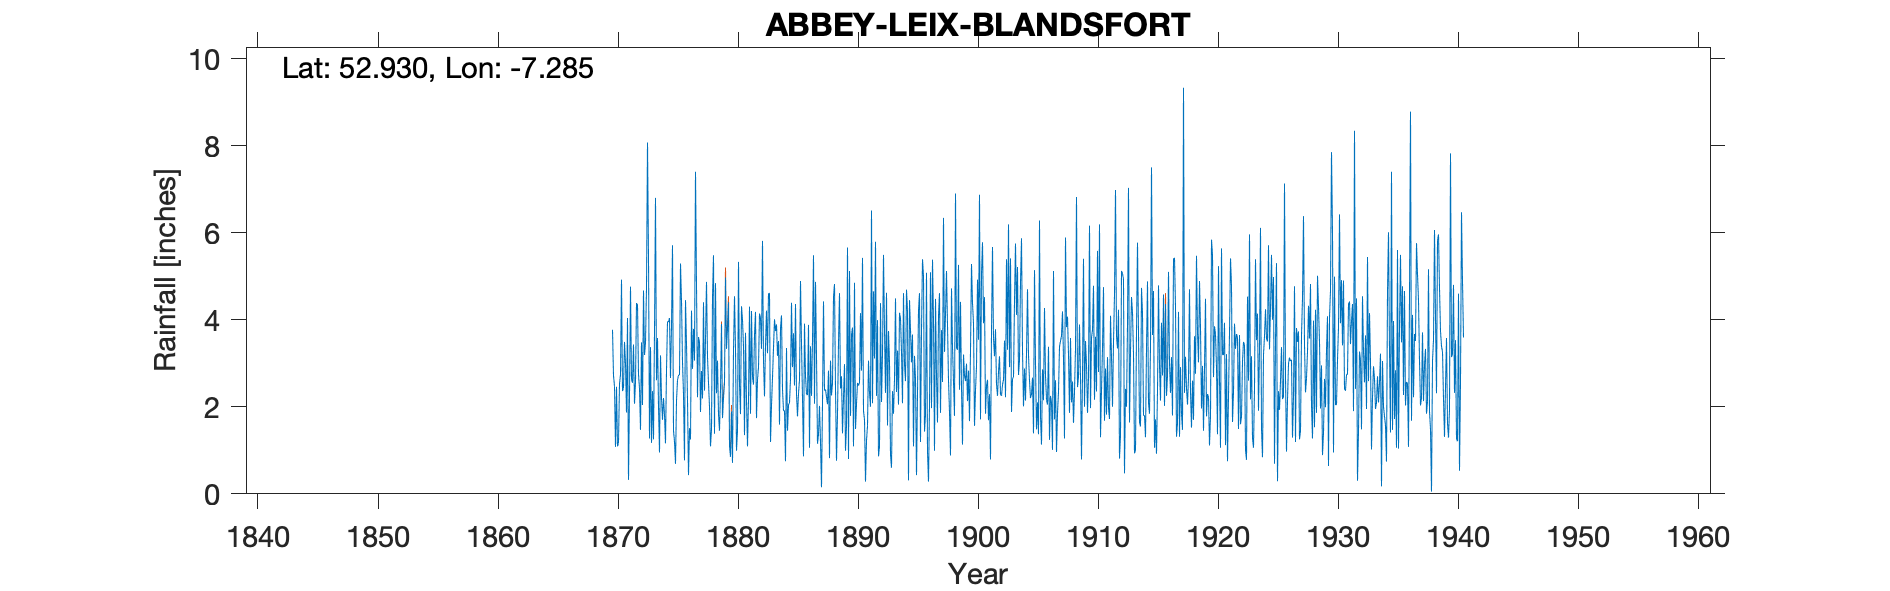 ABBEY-LEIX-BLANDSFORT
Lat: 52.930, Lon: -7.285
10
8
6
4
2
0
Rainfall [inches]
1840 1850 1860 1870 1880 1890 1900 1910 1920 1930 1940 1950 1960
Year